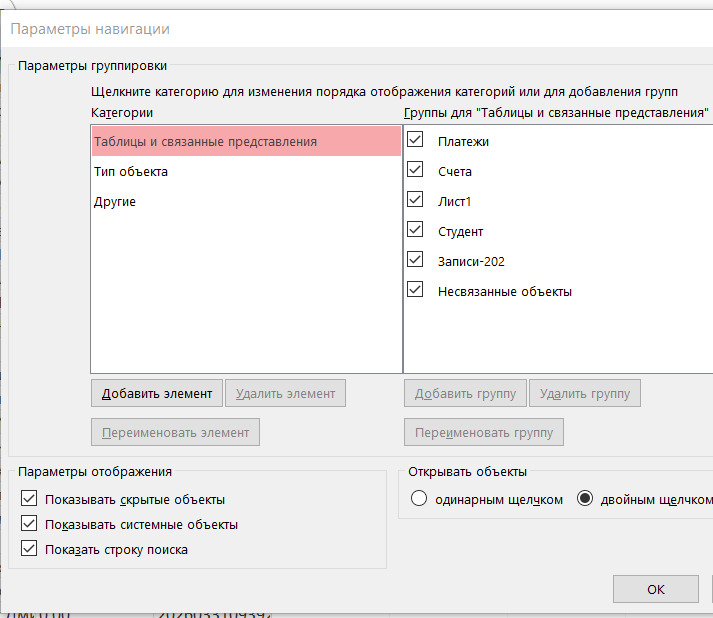 Параметры навигации
Параметры группировки
Щелкните категорию для изменения порядка отображения категорий или для добавления групп
Категории
Группы для "Таблицы и связанные представления"
Таблицы и связанные представления
Платежи
Тип объекта
Счета
Другие
Лист1
Студент
Записи-202
Несвязанные объекты
Добавить элемент
Удалить элемент
Добавить группу
Удалить группу
Переименовать элемент
Переименовать группу
Параметры отображения
Открывать объекты
Показывать скрытые объекты
одинарным щелчком
двойным щелчком
Показывать системные объекты
Показать строку поиска
ОК